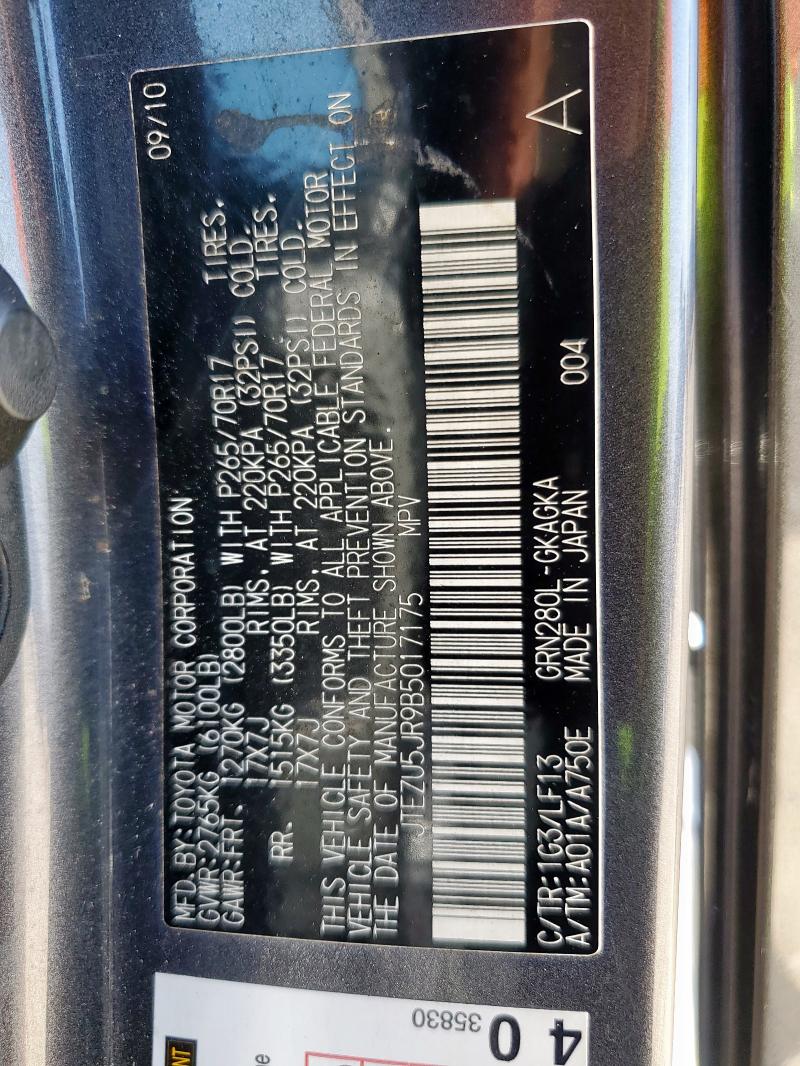 MFD. BY:TOYOTA MOTOR CORPORATION 09/10
GVWR:2765KG (6100LB)
GAWR:FRT. 1270KG (2800LB) WITH P265/70R17 TIRES.
17X7J RIMS, AT 220KPA (32PSI) COLD.
RR. 1515KG (3350LB) WITH P265/70R17 TIRES.
17X7J RIMS, AT 220KPA (32PSI) COLD.
THIS VEHICLE CONFORMS TO ALL APPLICABLE FEDERAL MOTOR
VEHICLE SAFETY AND THEFT PREVENTION STANDARDS IN EFFECT ON
THE DATE OF MANUFACTURE SHOWN ABOVE.
JTEZU5JR9B5017175 MPV
C/TR:1G3/LF13 GRN280L-GKAGKA
A/TM:A01A/A750E MADE IN JAPAN 004 A
35830
4 0
NT